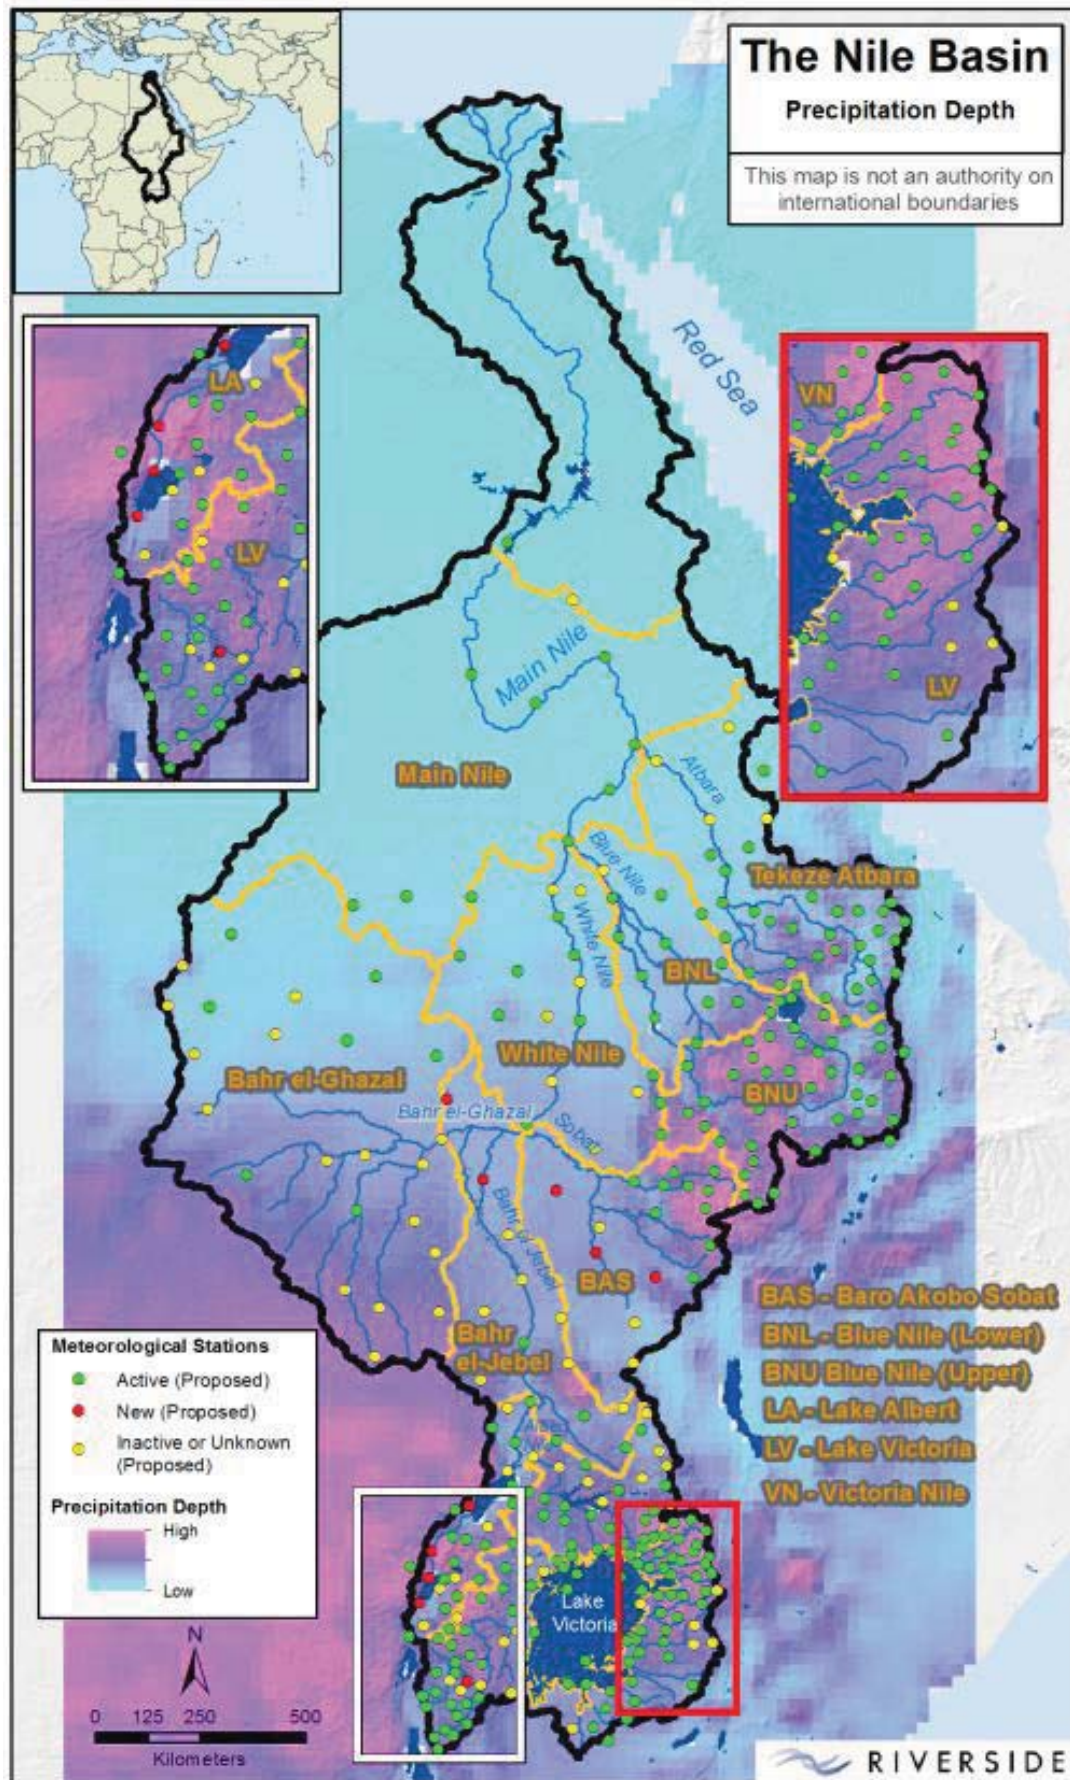 The Nile Basin
Precipitation Depth
This map is not an authority on
international boundaries
Red Sea
LA
LV
VN
LV
Main Nile
Main Nile
Atbara
Blue Nile
Tekeze Atbara
White Nile
BNL
White Nile
Bahr el-Ghazal
BNU
Bahr el-Ghazal
Sobat
Bahr el Jebel
BAS
Bahr
el-Jebel
BAS - Baro Akobo Sobat
BNL - Blue Nile (Lower)
BNU Blue Nile (Upper)
LA - Lake Albert
LV - Lake Victoria
VN - Victoria Nile
Meteorological Stations
Active (Proposed)
New (Proposed)
Inactive or Unknown
(Proposed)
Precipitation Depth
High
Low
Lake
Victoria
N
0 125 250 500
Kilometers
RIVERSIDE